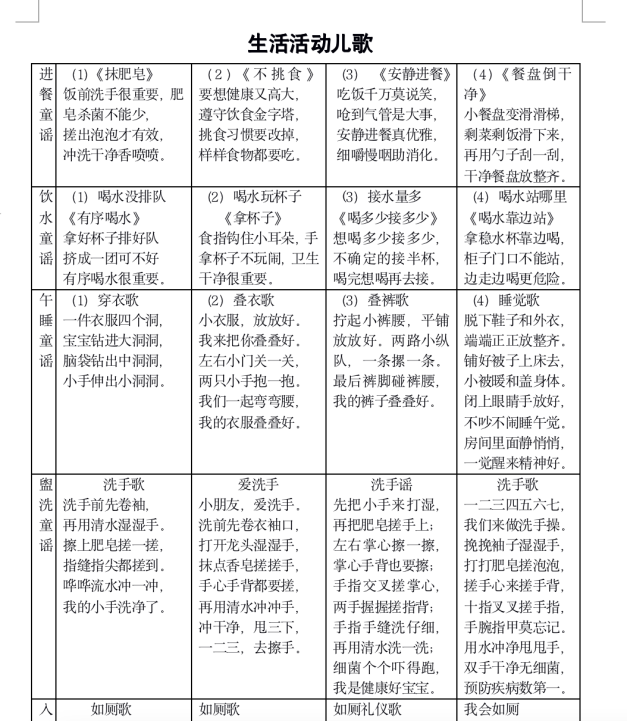 生活活动儿歌
进餐童谣
(1)《抹肥皂》
饭前洗手很重要，肥
皂杀菌不能少，
搓出泡泡才有效，
冲洗干净香喷喷。
(2)《不挑食》
要想健康又高大，
遵守饮食金字塔，
挑食习惯要改掉，
样样食物都要吃。
(3) 《安静进餐》
吃饭千万莫说笑，
呛到气管是大事，
安静进餐真优雅，
细嚼慢咽助消化。
(4)《餐盘倒干
净》
小餐盘变滑滑梯，
剩菜剩饭滑下来，
再用勺子刮一刮，
干净餐盘放整齐。
饮水童谣
(1) 喝水没排队
《有序喝水》
拿好杯子排好队
挤成一团可不好
有序喝水很重要。
(2) 喝水玩杯子
《拿杯子》
食指钩住小耳朵，手
拿杯子不玩闹，卫生
干净很重要。
(3) 接水量多
《喝多少接多少》
想喝多少接多少，
不确定的接半杯，
喝完想喝再去接。
(4) 喝水站哪里
《喝水靠边站》
拿稳水杯靠边喝，
柜子门口不能站，
边走边喝更危险。
午睡童谣
(1) 穿衣歌
一件衣服四个洞，
宝宝钻进大洞洞，
脑袋钻出中洞洞，
小手伸出小洞洞。
(2) 叠衣歌
小衣服，放放好。
我来把你叠叠好。
左右小门关一关，
两只小手抱一抱。
我们一起弯弯腰，
我的衣服叠叠好。
(3) 叠裤歌
拧起小裤腰，平铺
放放好。两路小纵
队，一条摞一条。
最后裤脚碰裤腰，
我的裤子叠叠好。
(4) 睡觉歌
脱下鞋子和外衣，
端端正正放整齐。
铺好被子上床去，
小被暖和盖身体。
闭上眼睛手放好，
不吵不闹睡午觉。
房间里面静悄悄，
一觉醒来精神好。
盥洗童谣
洗手歌
洗手前先卷袖，
再用清水湿湿手。
擦上肥皂搓一搓，
指缝指尖都搓到。
哗哗流水冲一冲，
我的小手洗净了。
爱洗手
小朋友，爱洗手。
洗前先卷衣袖口，
打开龙头湿湿手，
抹点香皂搓搓手，
手心手背都要搓，
再用清水冲冲手，
冲干净，甩三下，
一二三，去擦手。
洗手谣
先把小手来打湿，
再把肥皂搓手上；
左右掌心擦一擦，
掌心手背也要擦；
手指交叉搓掌心，
两手握握搓指背；
手指手缝洗仔细，
再用清水洗一洗；
细菌个个吓得跑，
我是健康好宝宝。
洗手歌
一二三四五六七，
我们来做洗手操。
挽挽袖子湿湿手，
打打肥皂搓泡泡，
搓手心来搓手背，
十指叉叉搓手指，
手腕指甲莫忘记。
用水冲净甩甩手，
双手干净无细菌，
预防疾病数第一。
入
如厕歌
如厕歌
如厕礼仪歌
我会如厕